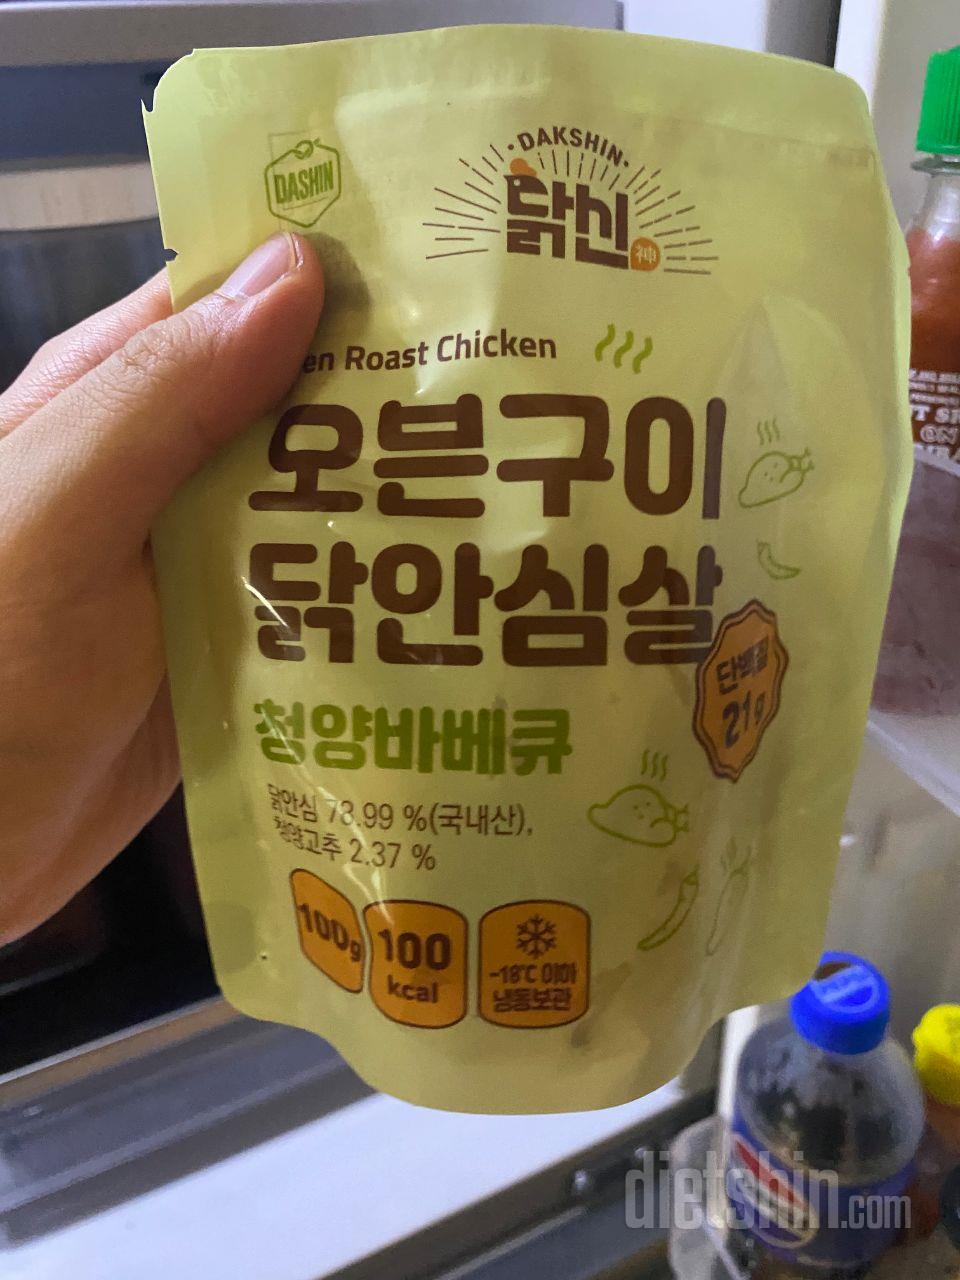 DASHIN
DAKSHIN
닭신
神
en Roast Chicken
오븐구이
닭안심살
단백질
21g
청양바베큐
닭안심 73.99 %(국내산),
청양고추 2.37 %
100g
100
kcal
-18℃ 이하
냉동보관
dietshin.com